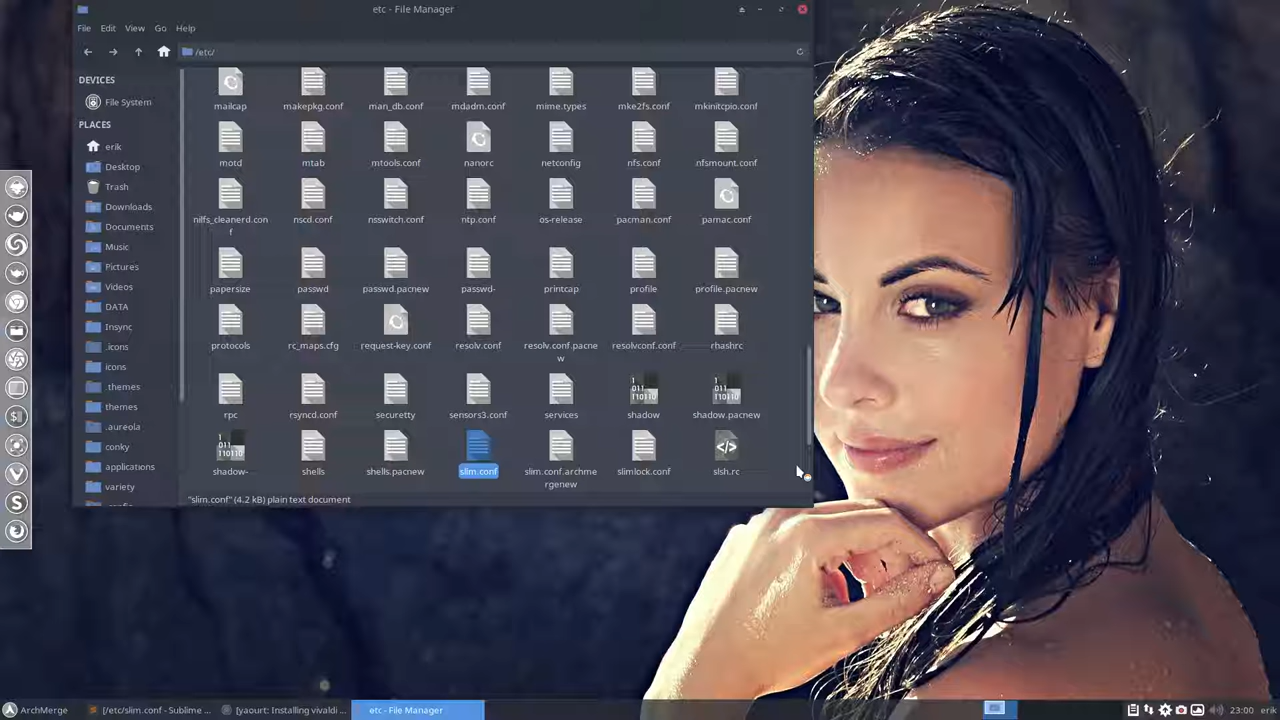 etc - File Manager
File Edit View Go Help
/etc/
DEVICES
File System
PLACES
erik
Desktop
Trash
Downloads
Documents
Music
Pictures
Videos
DATA
Insync
.icons
icons
.themes
themes
.aureola
conky
applications
variety
mailcap makepkg.conf man_db.conf mdadm.conf mime.types mke2fs.conf mkinitcpio.conf
motd mtab mtools.conf nanorc netconfig nfs.conf nfsmount.conf
nilfs_cleanerd.con
f
nscd.conf nsswitch.conf ntp.conf os-release pacman.conf pamac.conf
papersize passwd passwd.pacnew passwd- printcap profile profile.pacnew
protocols rc_maps.cfg request-key.conf resolv.conf resolv.conf.pacne
w
resolvconf.conf rhashrc
rpc rsyncd.conf securetty sensors3.conf services shadow shadow.pacnew
shadow- shells shells.pacnew slim.conf slim.conf.archme
rgenew
slimlock.conf slsh.rc
"slim.conf" (4.2 kB) plain text document
ArchMerge [/etc/slim.conf - Sublime ... [yaourt: Installing vivaldi ... etc - File Manager 23:00 erik